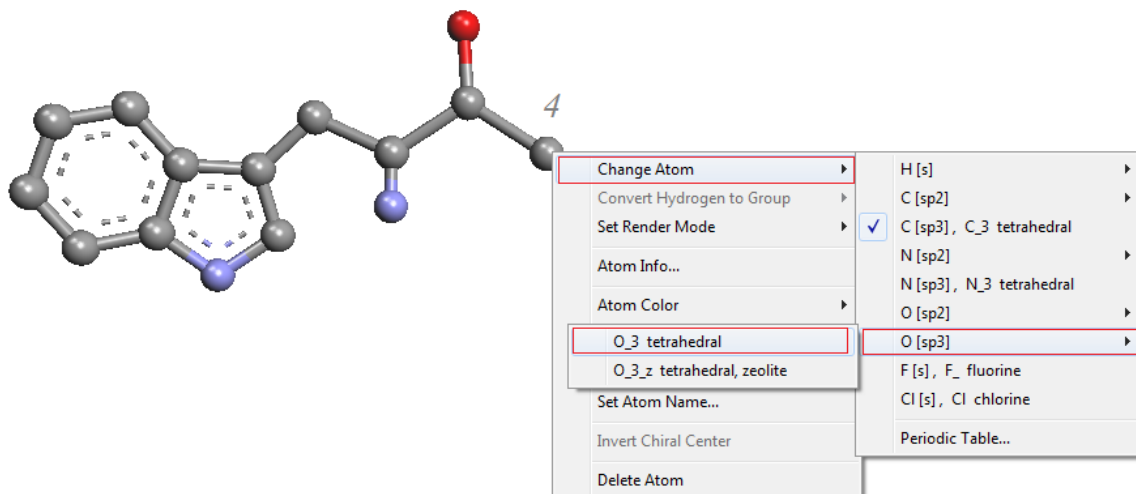 4
Change Atom
Convert Hydrogen to Group
Set Render Mode
Atom Info...
Atom Color
O_3 tetrahedral
O_3_z tetrahedral, zeolite
Set Atom Name...
Invert Chiral Center
Delete Atom
H [s]
C [sp2]
C [sp3] , C_3 tetrahedral
N [sp2]
N [sp3] , N_3 tetrahedral
O [sp2]
O [sp3]
F [s] , F_ fluorine
Cl [s] , Cl chlorine
Periodic Table...